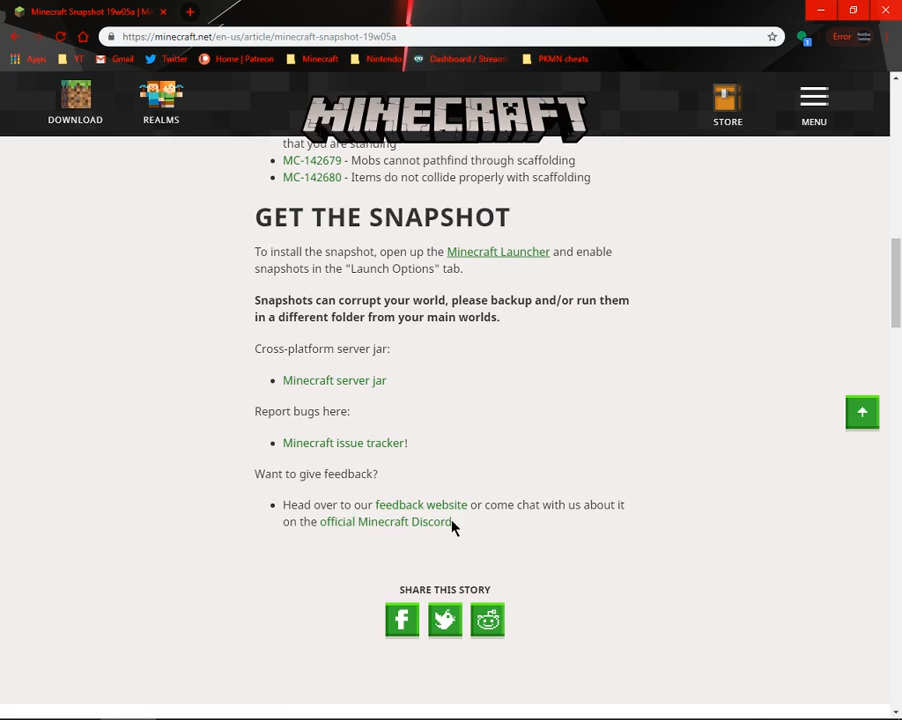 Minecraft Snapshot 19w05a | Mi
https://minecraft.net/en-us/article/minecraft-snapshot-19w05a
Error
Apps YT Gmail Twitter Home | Patreon Minecraft Nintendo Dashboard / Stream PKMN cheats
DOWNLOAD REALMS MINECRAFT STORE MENU
that you are standing
• MC-142679 - Mobs cannot pathfind through scaffolding
• MC-142680 - Items do not collide properly with scaffolding
GET THE SNAPSHOT
To install the snapshot, open up the Minecraft Launcher and enable
snapshots in the "Launch Options" tab.
Snapshots can corrupt your world, please backup and/or run them
in a different folder from your main worlds.
Cross-platform server jar:
• Minecraft server jar
Report bugs here:
• Minecraft issue tracker!
Want to give feedback?
• Head over to our feedback website or come chat with us about it
on the official Minecraft Discord
SHARE THIS STORY